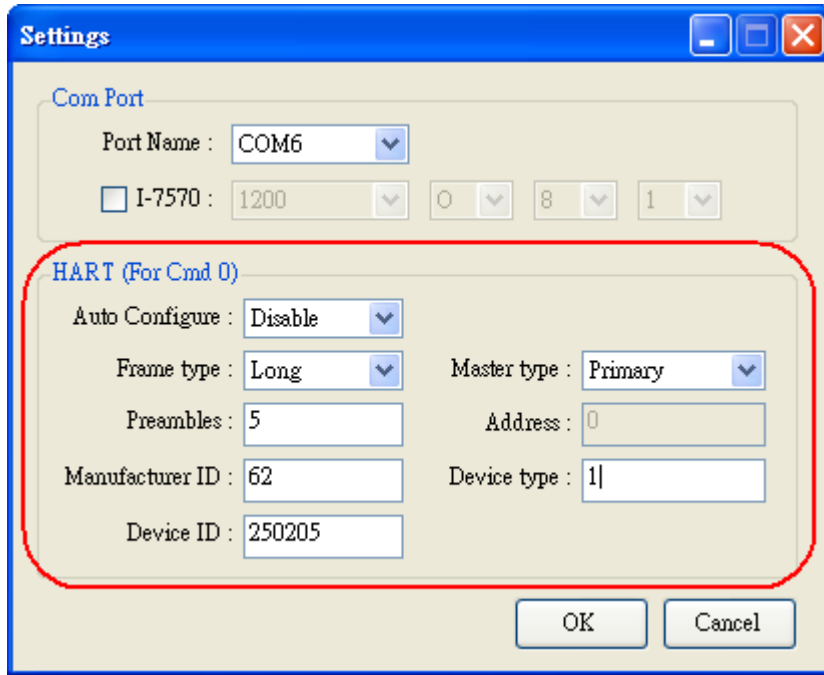 Settings
Com Port
Port Name : COM6
I-7570 : 1200 O 8 1
HART (For Cmd 0)
Auto Configure : Disable
Frame type : Long Master type : Primary
Preambles : 5 Address : 0
Manufacturer ID : 62 Device type : 1
Device ID : 250205
OK Cancel